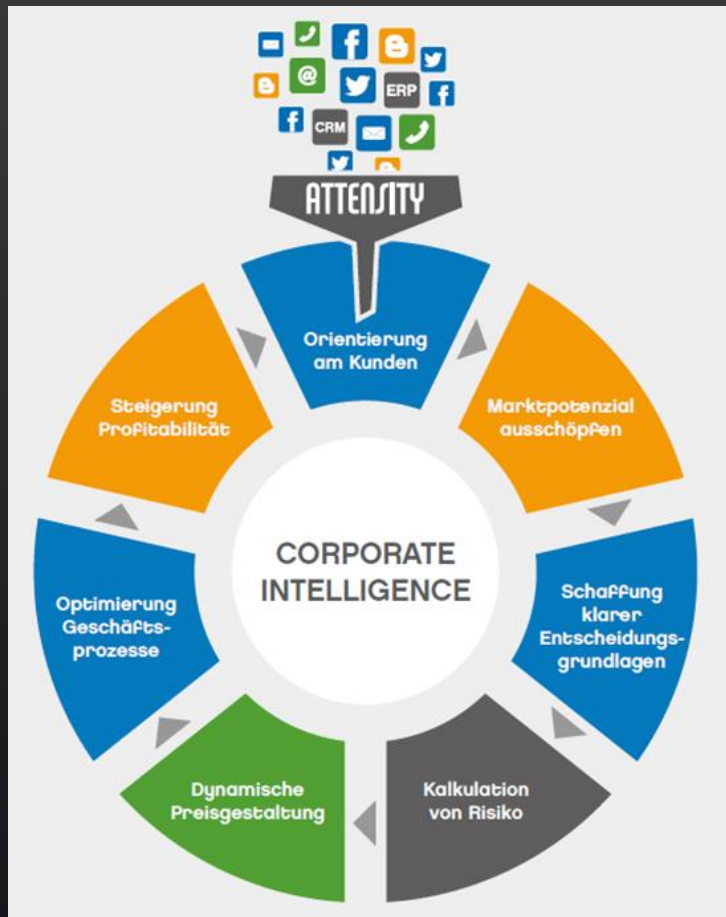 @
ERP
CRM
ATTENSITY
Orientierung
am Kunden
Marktpotenzial
ausschöpfen
Schaffung
klarer
Entscheidungs-
grundlagen
Kalkulation
von Risiko
Dynamische
Preisgestaltung
Optimierung
Geschäfts-
prozesse
Steigerung
Profitabilität
CORPORATE
INTELLIGENCE